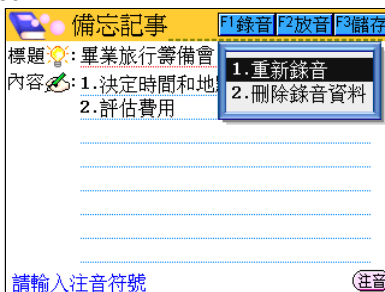 備忘記事 F1錄音 F2放音 F3儲存
標題：畢業旅行籌備會
內容：1.決定時間和地
2.評估費用
1.重新錄音
2.刪除錄音資料
請輸入注音符號 注音